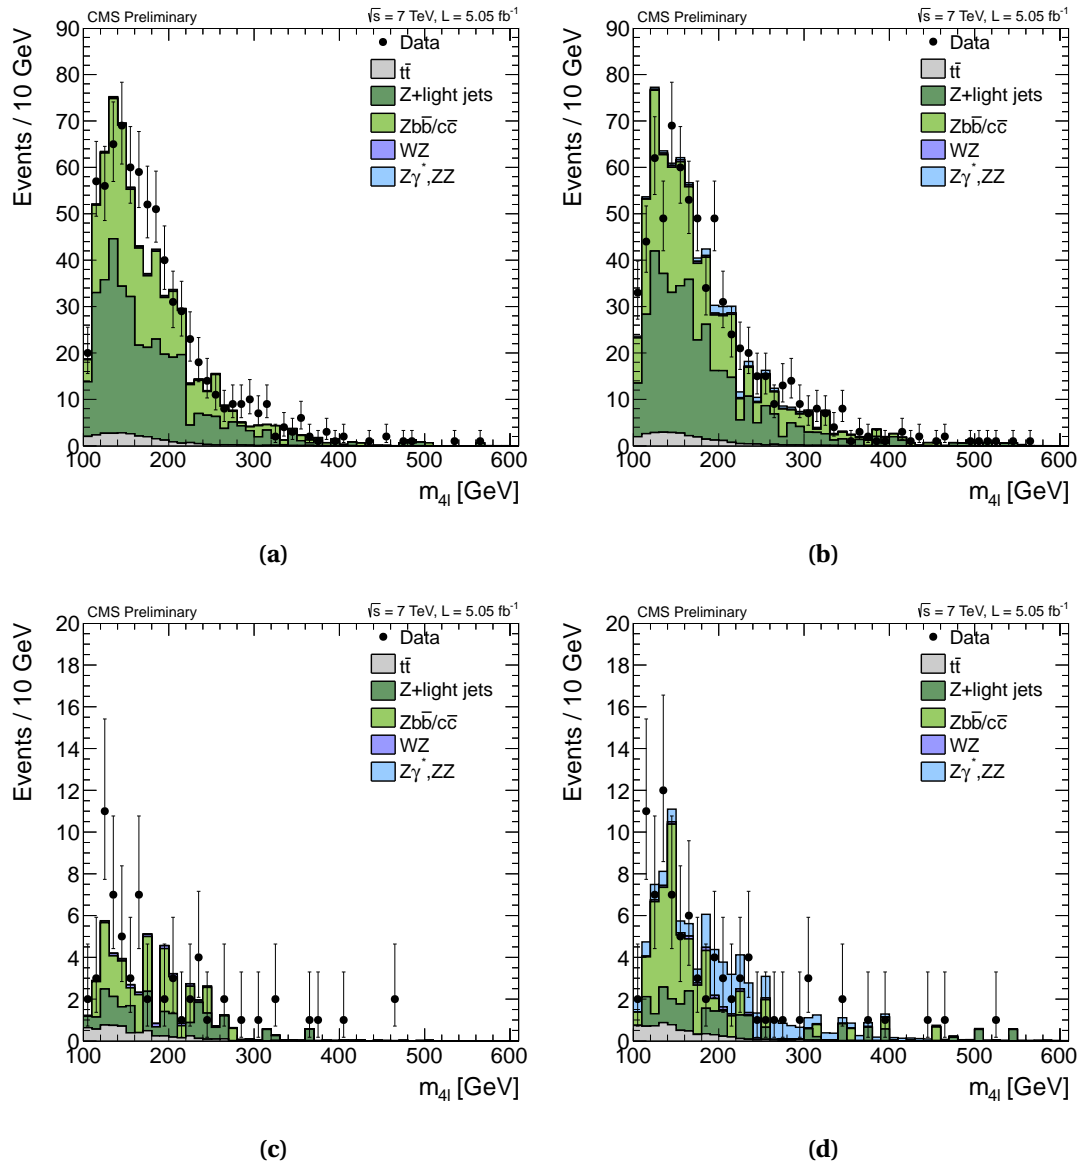 CMS Preliminary
√s = 7 TeV, L = 5.05 fb⁻¹
Events / 10 GeV
90
80
70
60
50
40
30
20
10
0
Data
tt̄
Z+light jets
Zbb̄/cc̄
WZ
Zγ*,ZZ
100 200 300 400 500 600
m4l [GeV]
(a)
CMS Preliminary
√s = 7 TeV, L = 5.05 fb⁻¹
Events / 10 GeV
90
80
70
60
50
40
30
20
10
0
Data
tt̄
Z+light jets
Zbb̄/cc̄
WZ
Zγ*,ZZ
100 200 300 400 500 600
m4l [GeV]
(b)
CMS Preliminary
√s = 7 TeV, L = 5.05 fb⁻¹
Events / 10 GeV
20
18
16
14
12
10
8
6
4
2
0
Data
tt̄
Z+light jets
Zbb̄/cc̄
WZ
Zγ*,ZZ
100 200 300 400 500 600
m4l [GeV]
(c)
CMS Preliminary
√s = 7 TeV, L = 5.05 fb⁻¹
Events / 10 GeV
20
18
16
14
12
10
8
6
4
2
0
Data
tt̄
Z+light jets
Zbb̄/cc̄
WZ
Zγ*,ZZ
100 200 300 400 500 600
m4l [GeV]
(d)